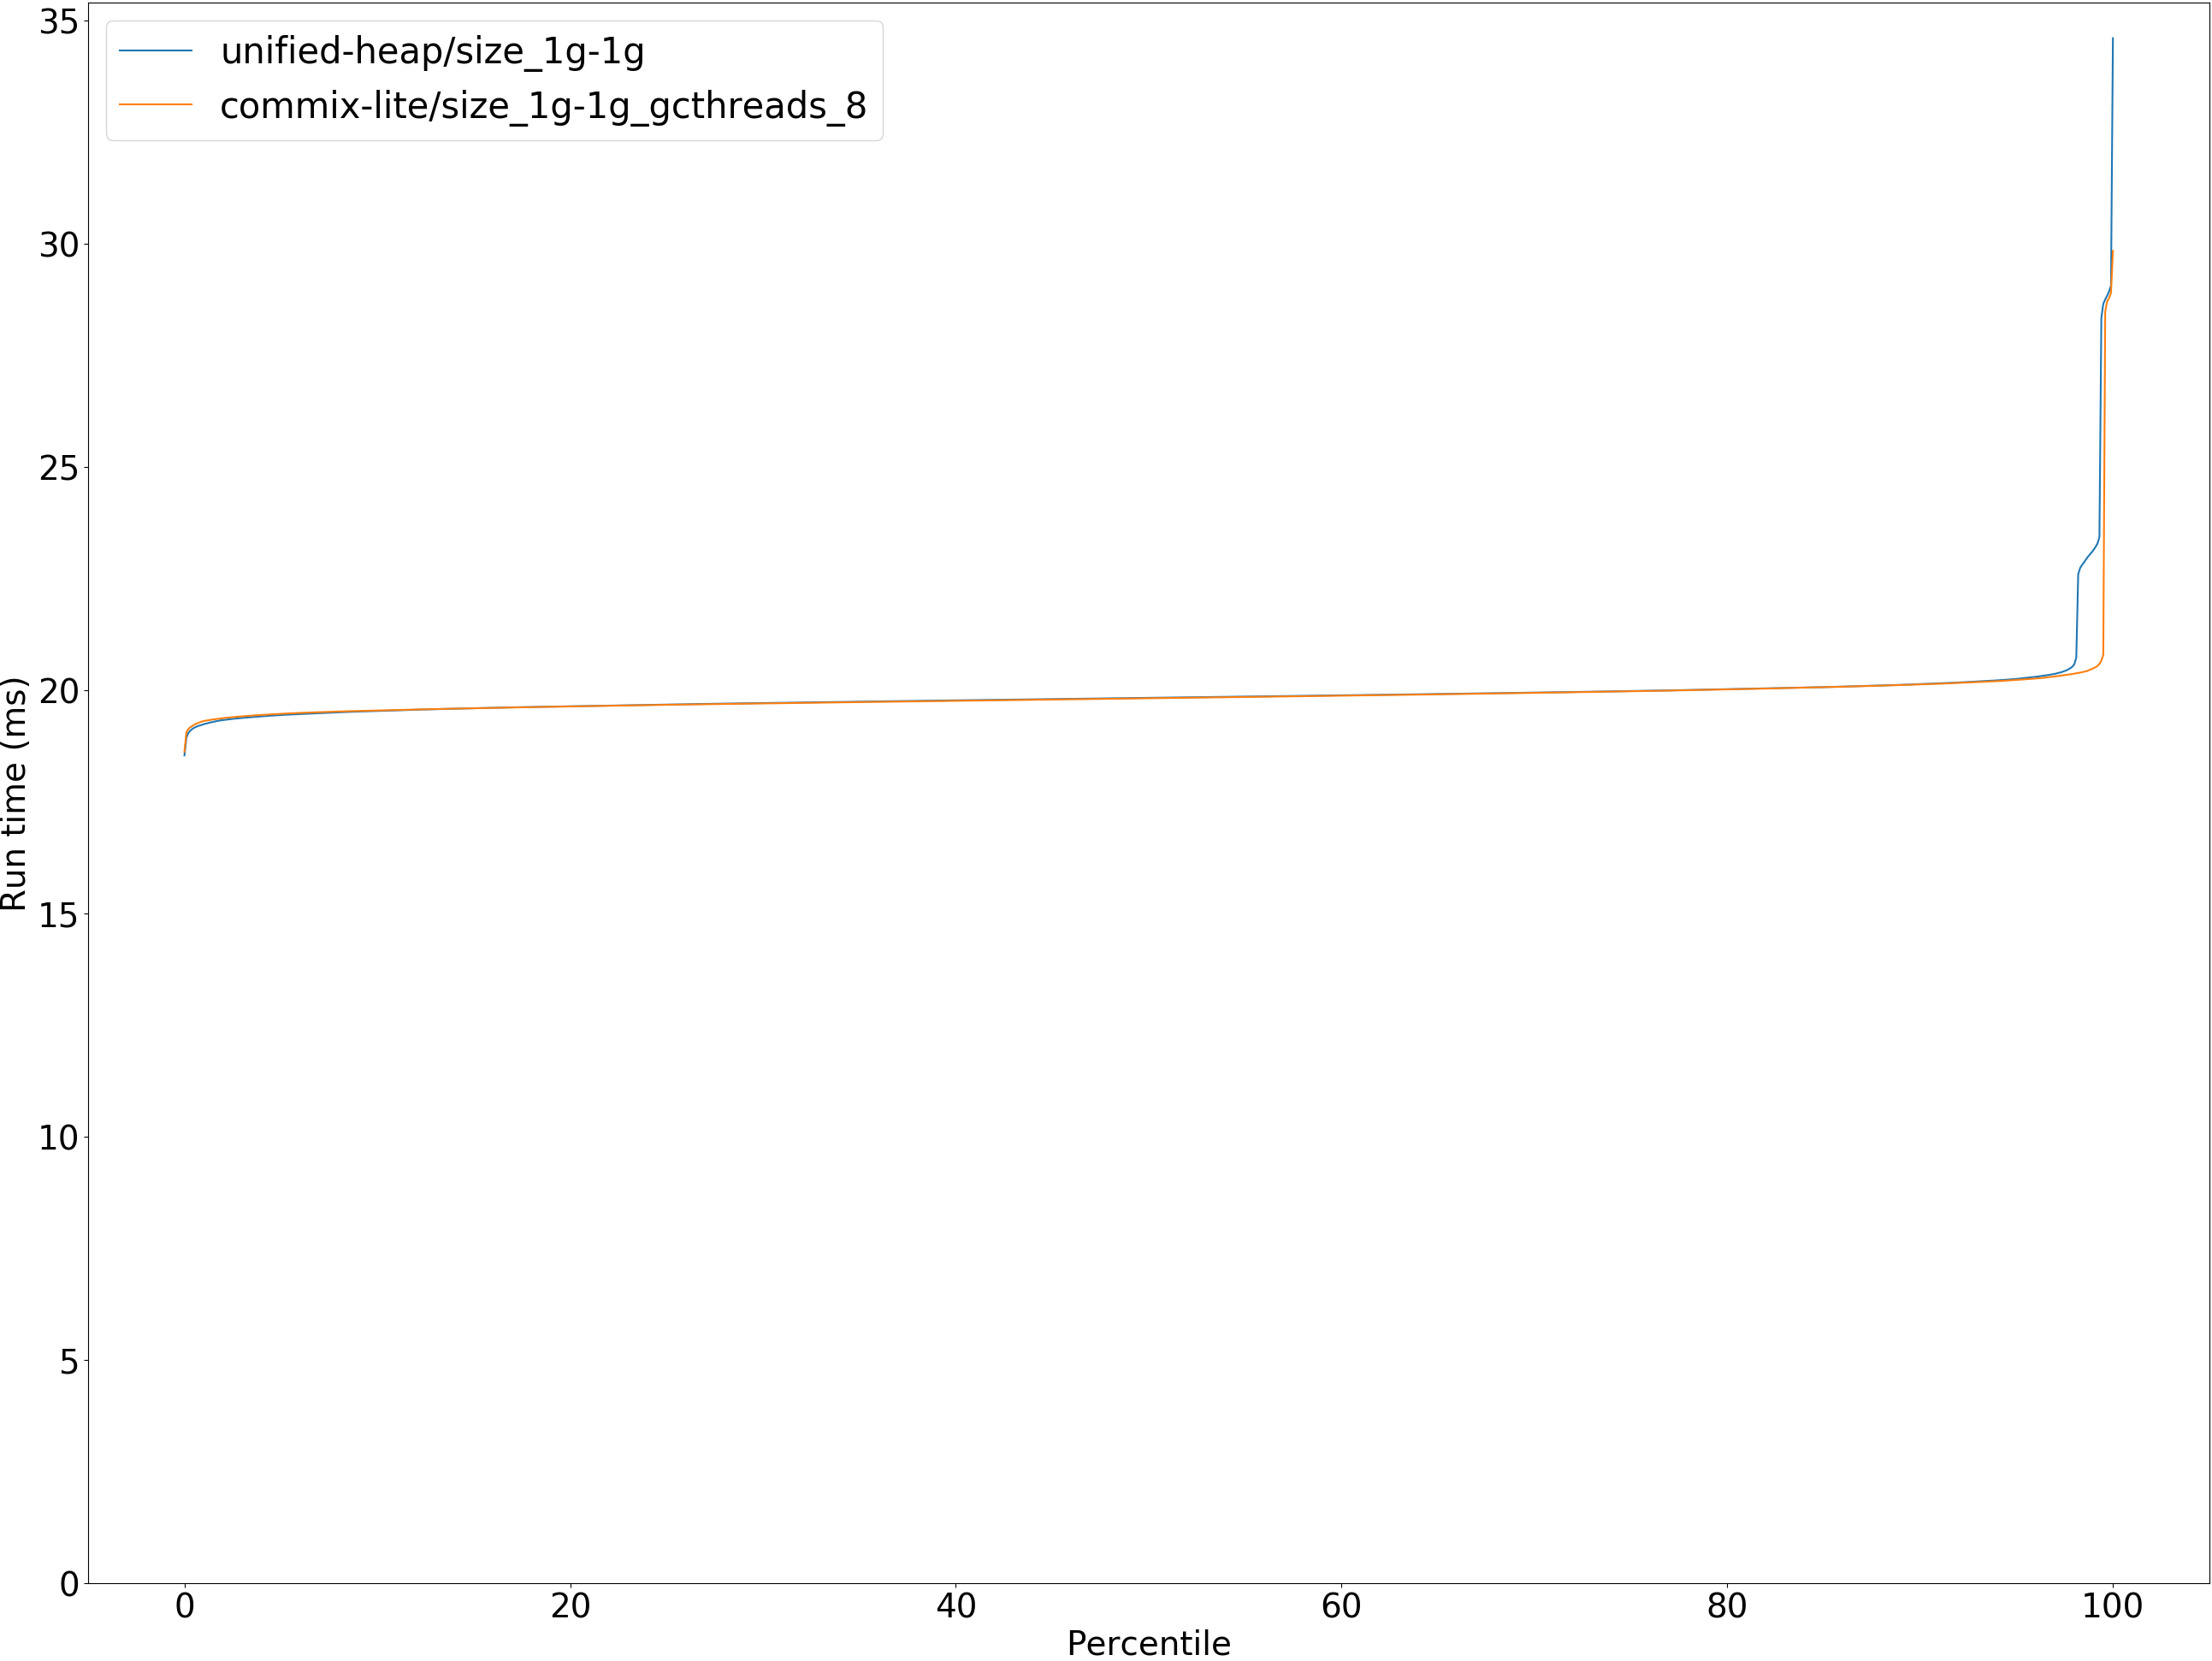 unified-heap/size_1g-1g
commix-lite/size_1g-1g_gcthreads_8
35
30
25
20
15
10
5
0
Run time (ms)
0 20 40 60 80 100
Percentile